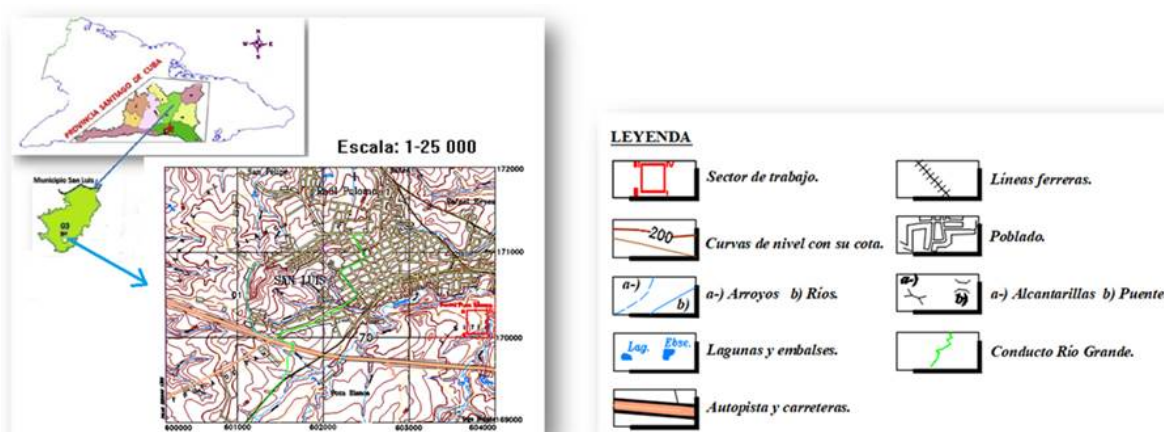 N
W E
S
PROVINCIA SANTIAGO DE CUBA
Escala: 1-25 000
Municipio San Luis
03
172000
171000
SAN LUIS
70
170000
169000
600000
601000
602000
603000
604000
LEYENDA
Sector de trabajo.
Líneas ferreras.
200
Curvas de nivel con su cota.
Poblado.
a-) b)
a-) Arroyos b) Ríos.
a-) b)
a-) Alcantarillas b) Puente
Lag. Ebse.
Lagunas y embalses.
Conducto Río Grande.
Autopista y carreteras.